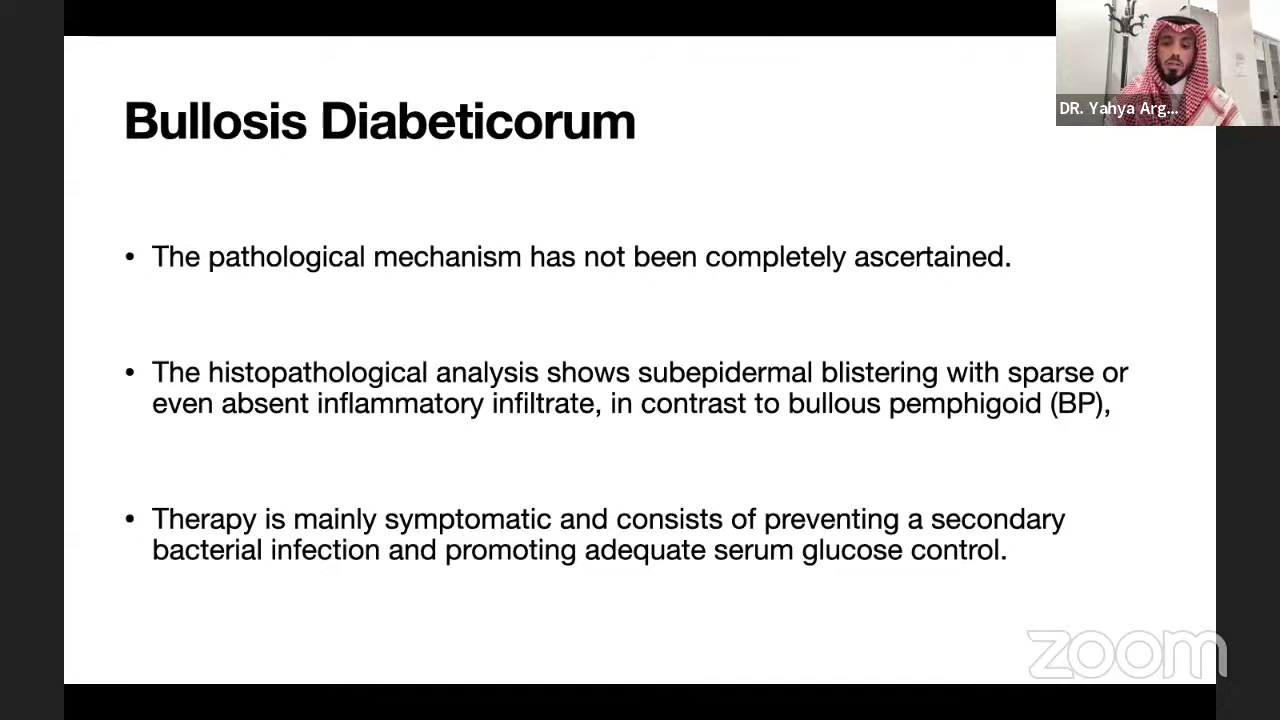 Bullosis Diabeticorum
DR. Yahya Arg...
• The pathological mechanism has not been completely ascertained.
• The histopathological analysis shows subepidermal blistering with sparse or
even absent inflammatory infiltrate, in contrast to bullous pemphigoid (BP),
• Therapy is mainly symptomatic and consists of preventing a secondary
bacterial infection and promoting adequate serum glucose control.
zoom